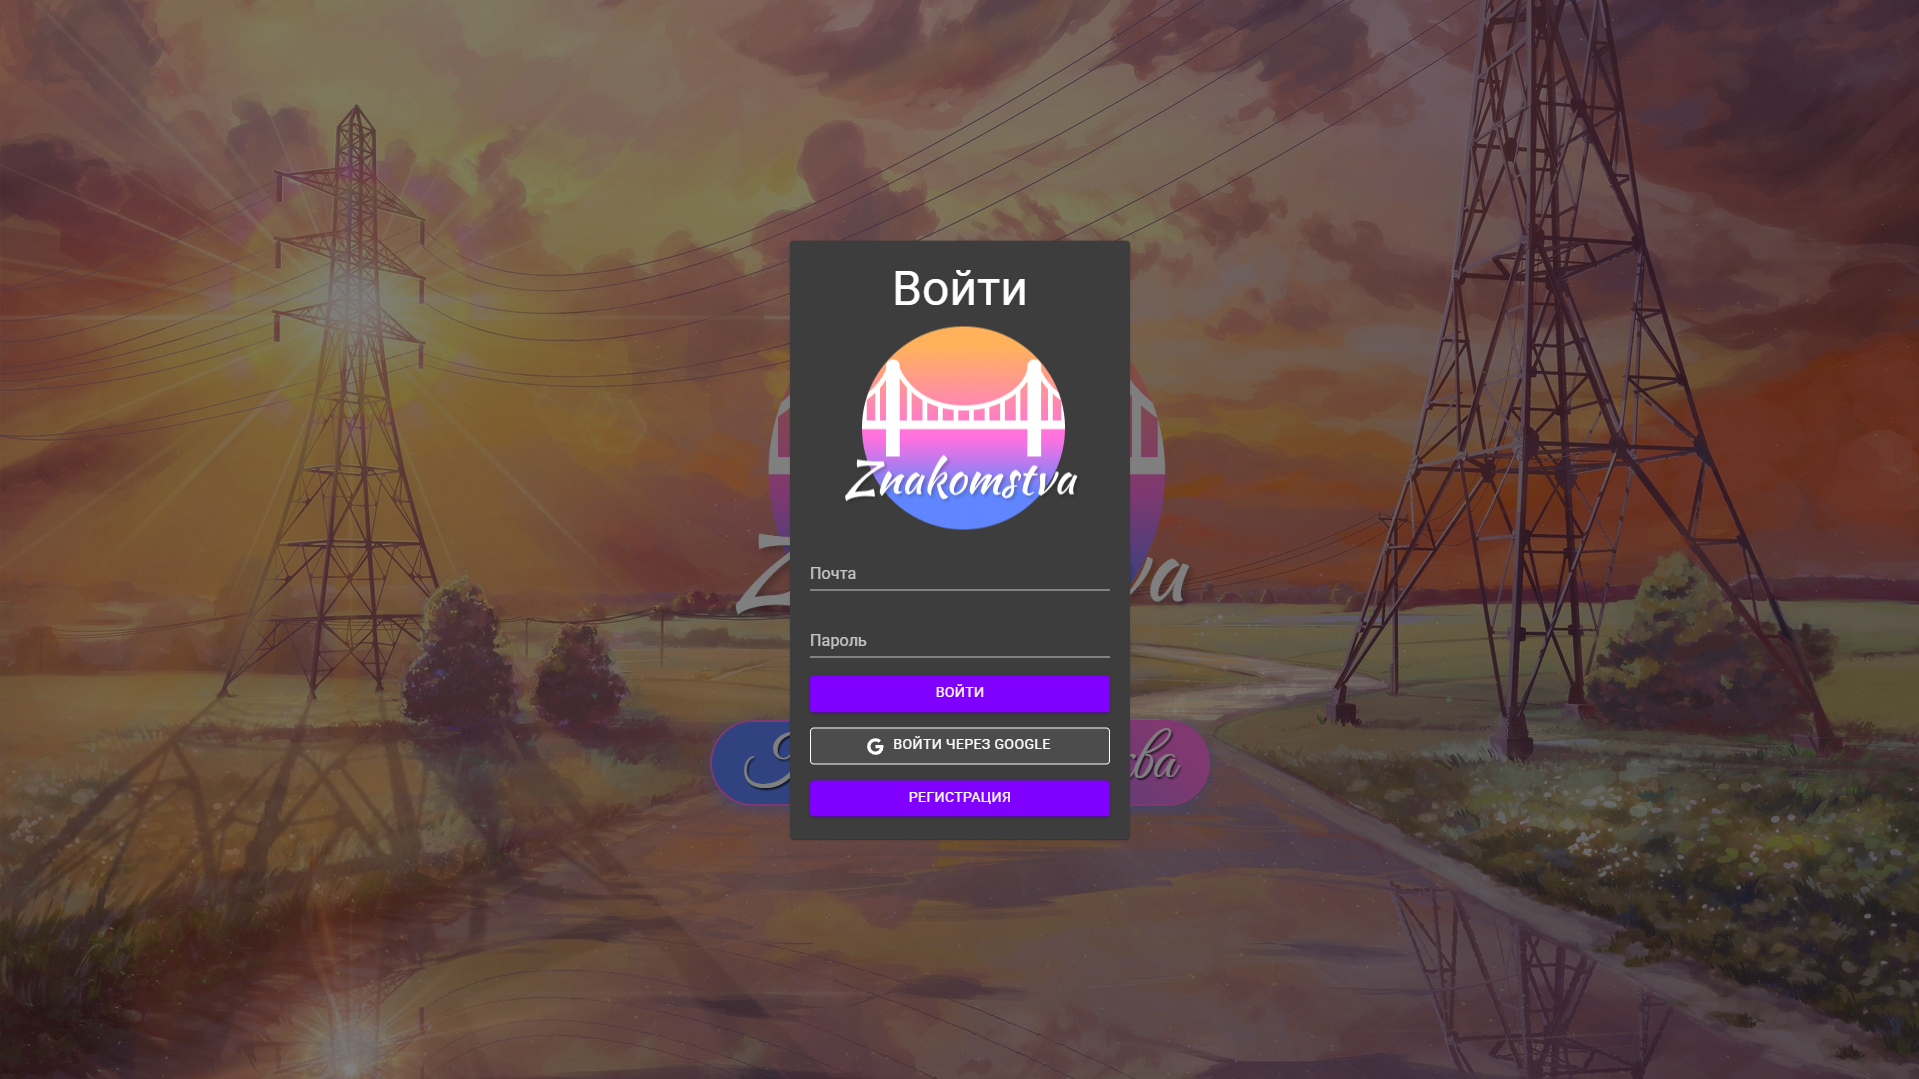 Войти
Znakomstva
Почта
Пароль
ВОЙТИ
ВОЙТИ ЧЕРЕЗ GOOGLE
РЕГИСТРАЦИЯ